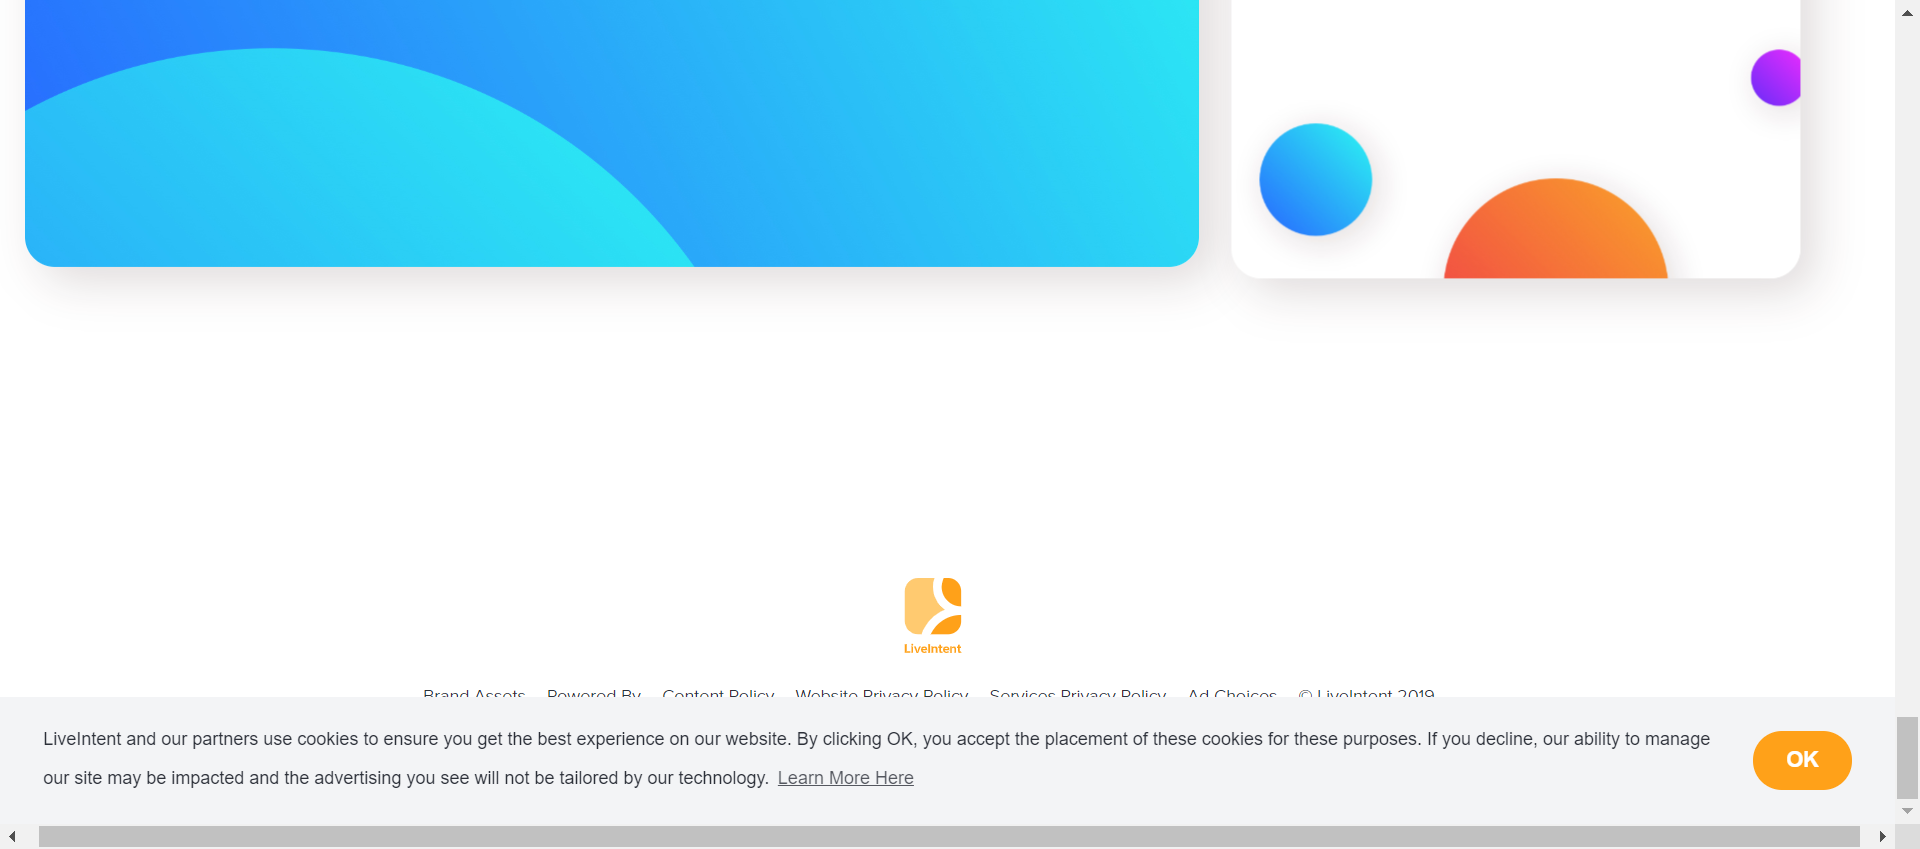 LiveIntent
Brand Assets Powered By Content Policy Website Privacy Policy Services Privacy Policy Ad Choices © LiveIntent 2019
LiveIntent and our partners use cookies to ensure you get the best experience on our website. By clicking OK, you accept the placement of these cookies for these purposes. If you decline, our ability to manage
our site may be impacted and the advertising you see will not be tailored by our technology. Learn More Here
OK